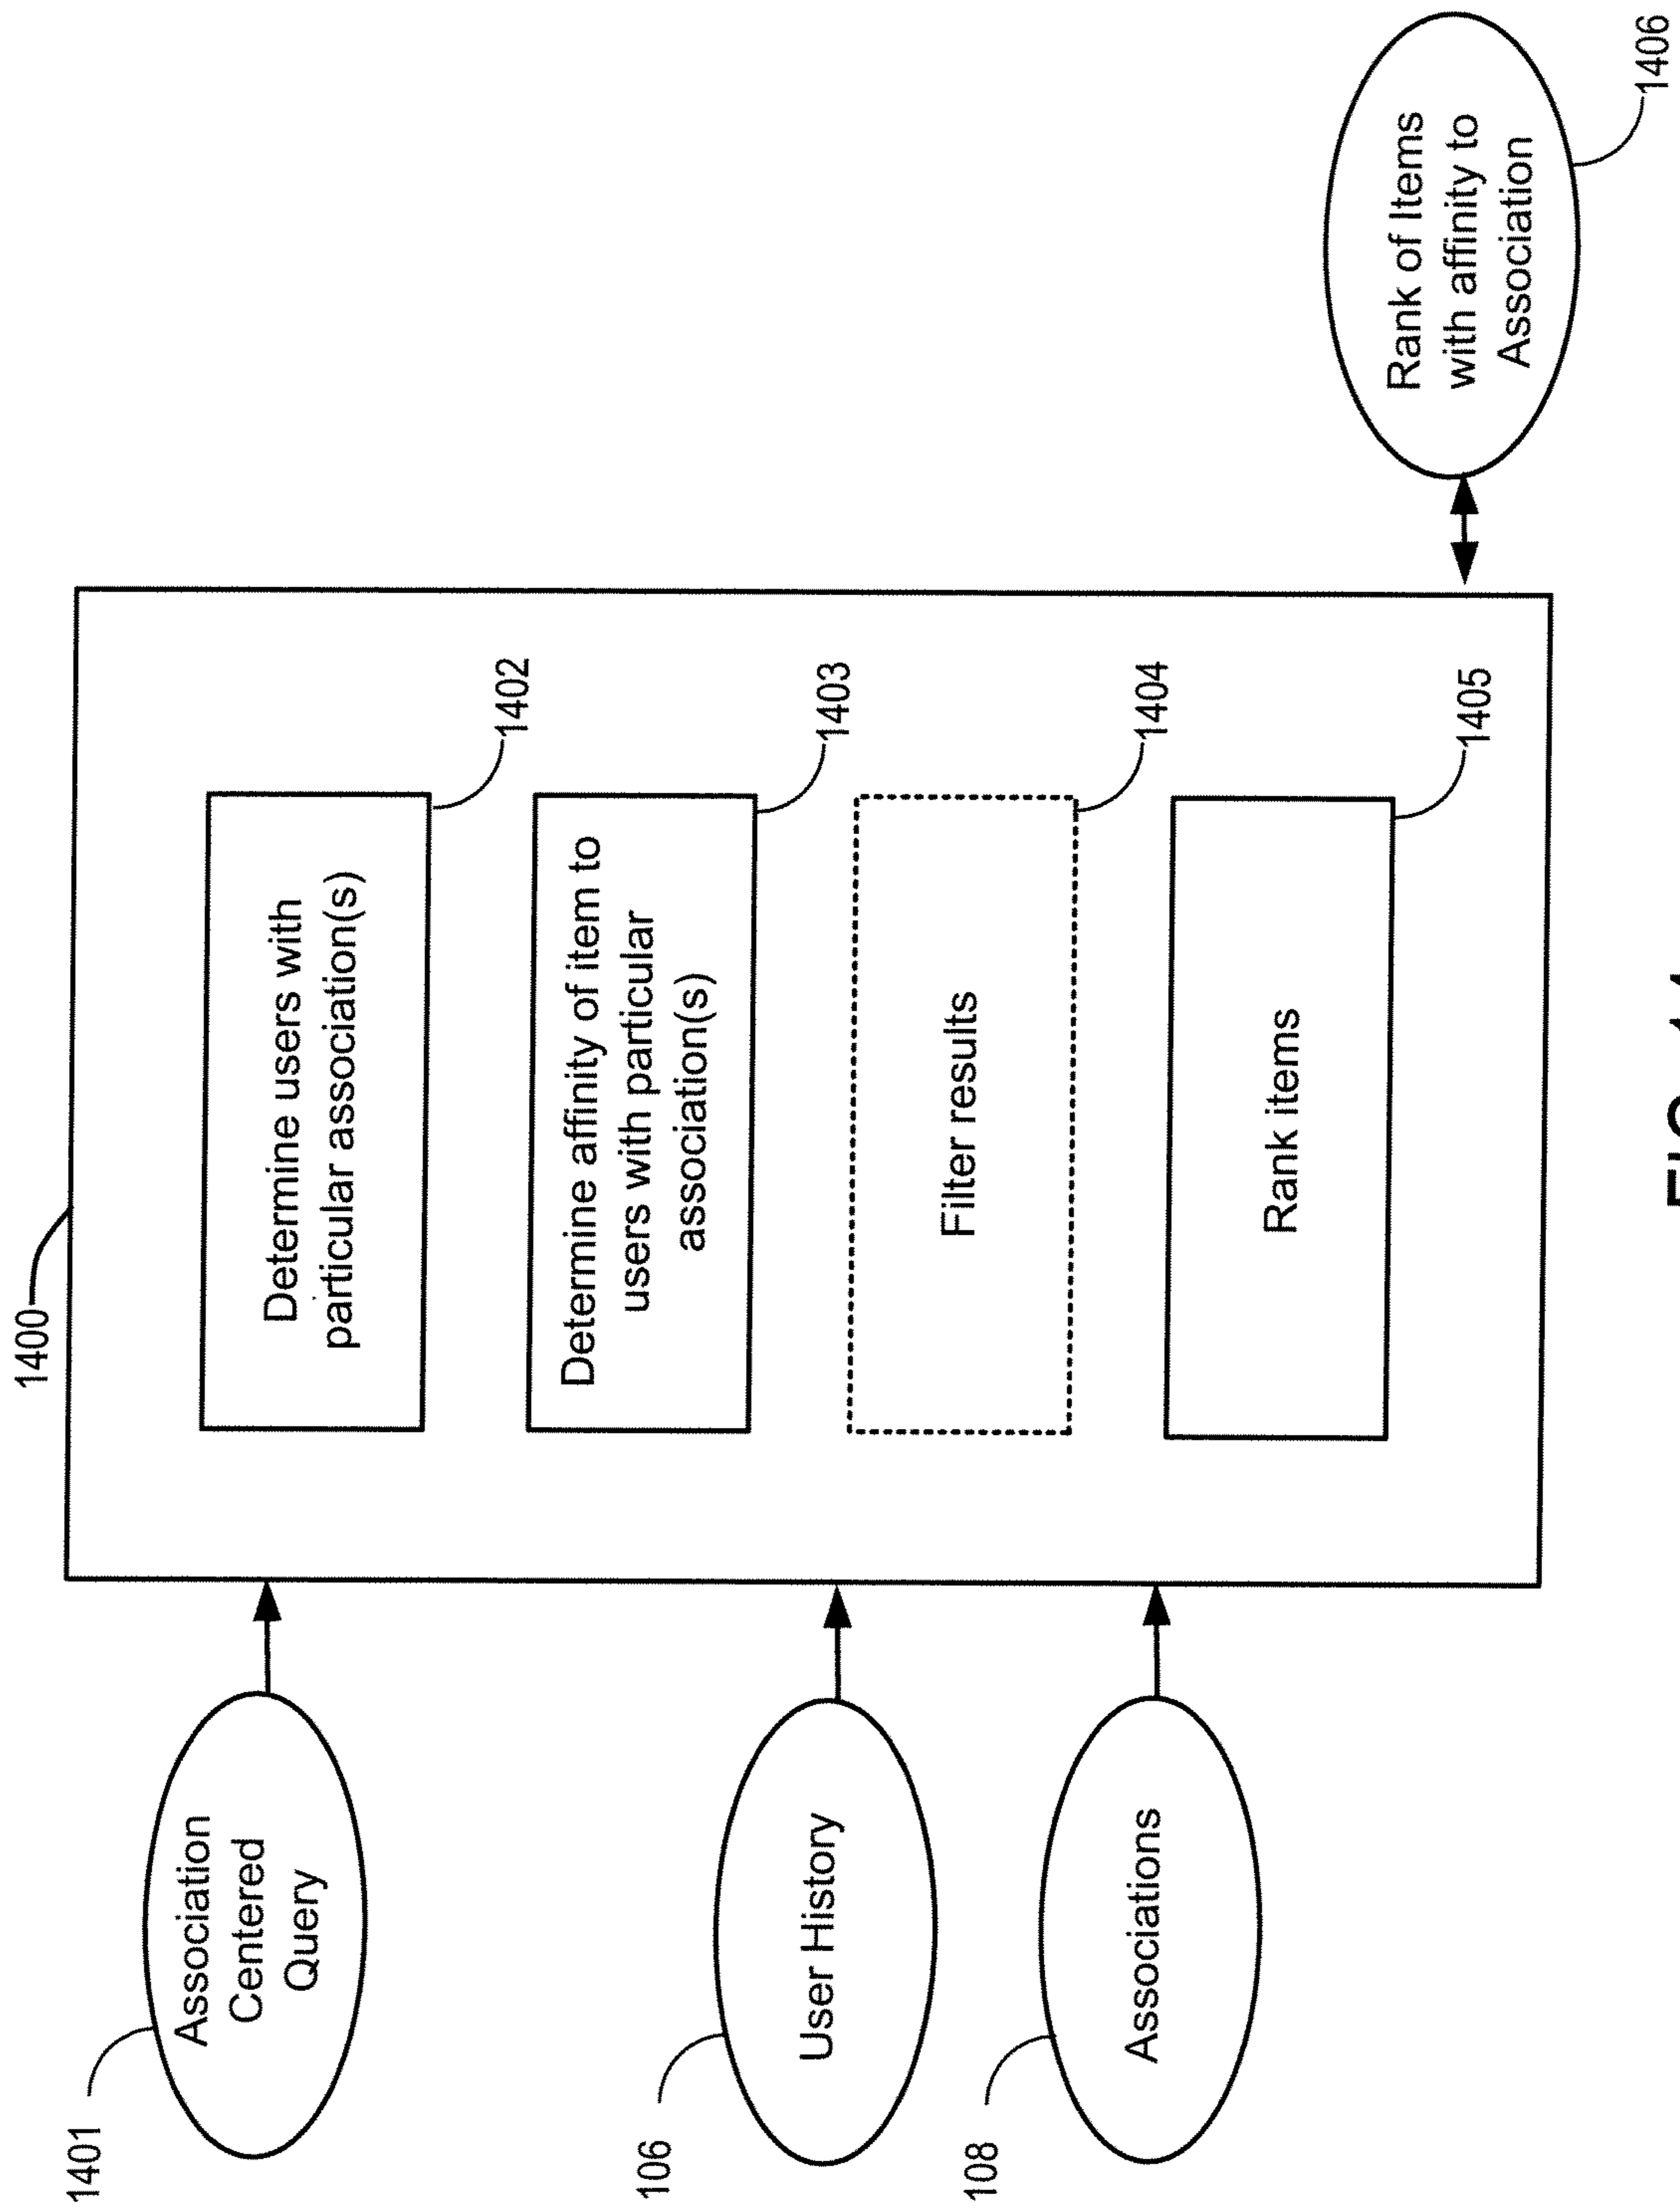 1400
1401
Association
Centered
Query
Determine users with
particular association(s)
1402
106
User History
Determine affinity of item to
users with particular
association(s)
1403
108
Associations
Filter results
1404
Rank items
1405
Rank of Items
with affinity to
Association
1406